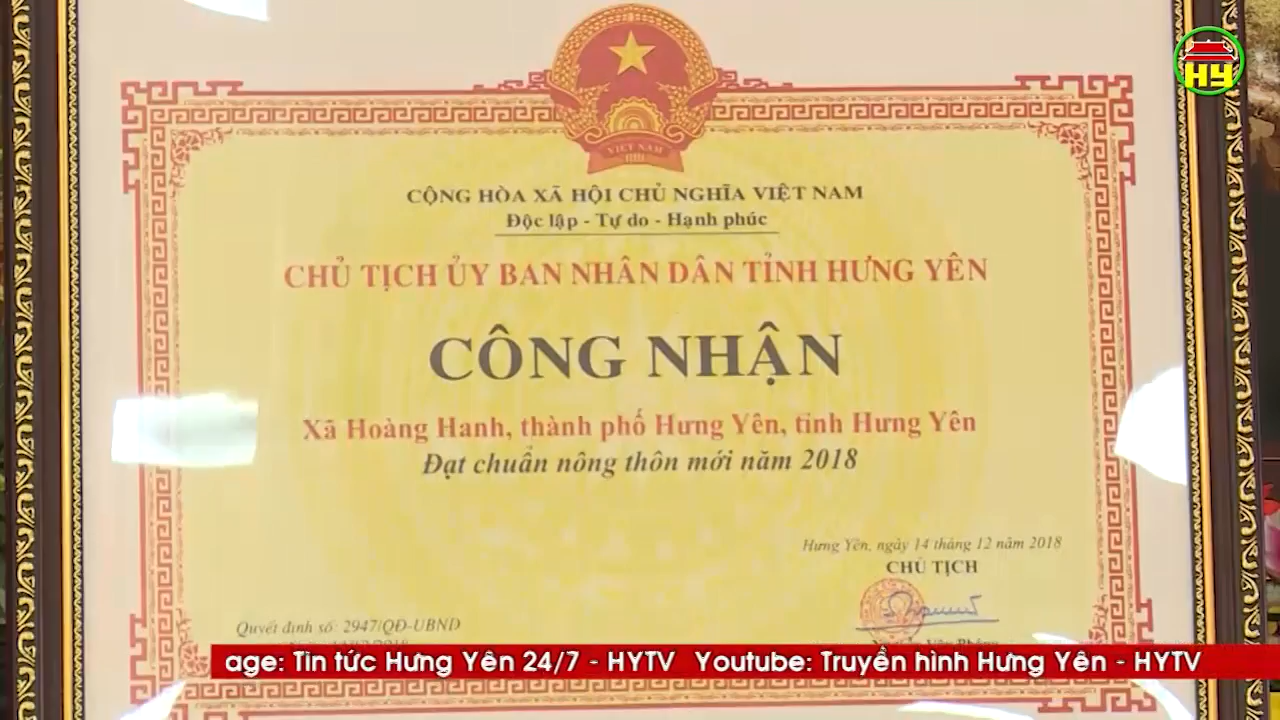 HY
VIỆT NAM
CỘNG HÒA XÃ HỘI CHỦ NGHĨA VIỆT NAM
Độc lập - Tự do - Hạnh phúc
CHỦ TỊCH ỦY BAN NHÂN DÂN TỈNH HƯNG YÊN
CÔNG NHẬN
Xã Hoàng Hanh, thành phố Hưng Yên, tỉnh Hưng Yên
Đạt chuẩn nông thôn mới năm 2018
Hưng Yên, ngày 14 tháng 12 năm 2018
CHỦ TỊCH
Quyết định số: 2947/QĐ-UBND
age: Tin tức Hưng Yên 24/7 - HYTV Youtube: Truyền hình Hưng Yên - HYTV